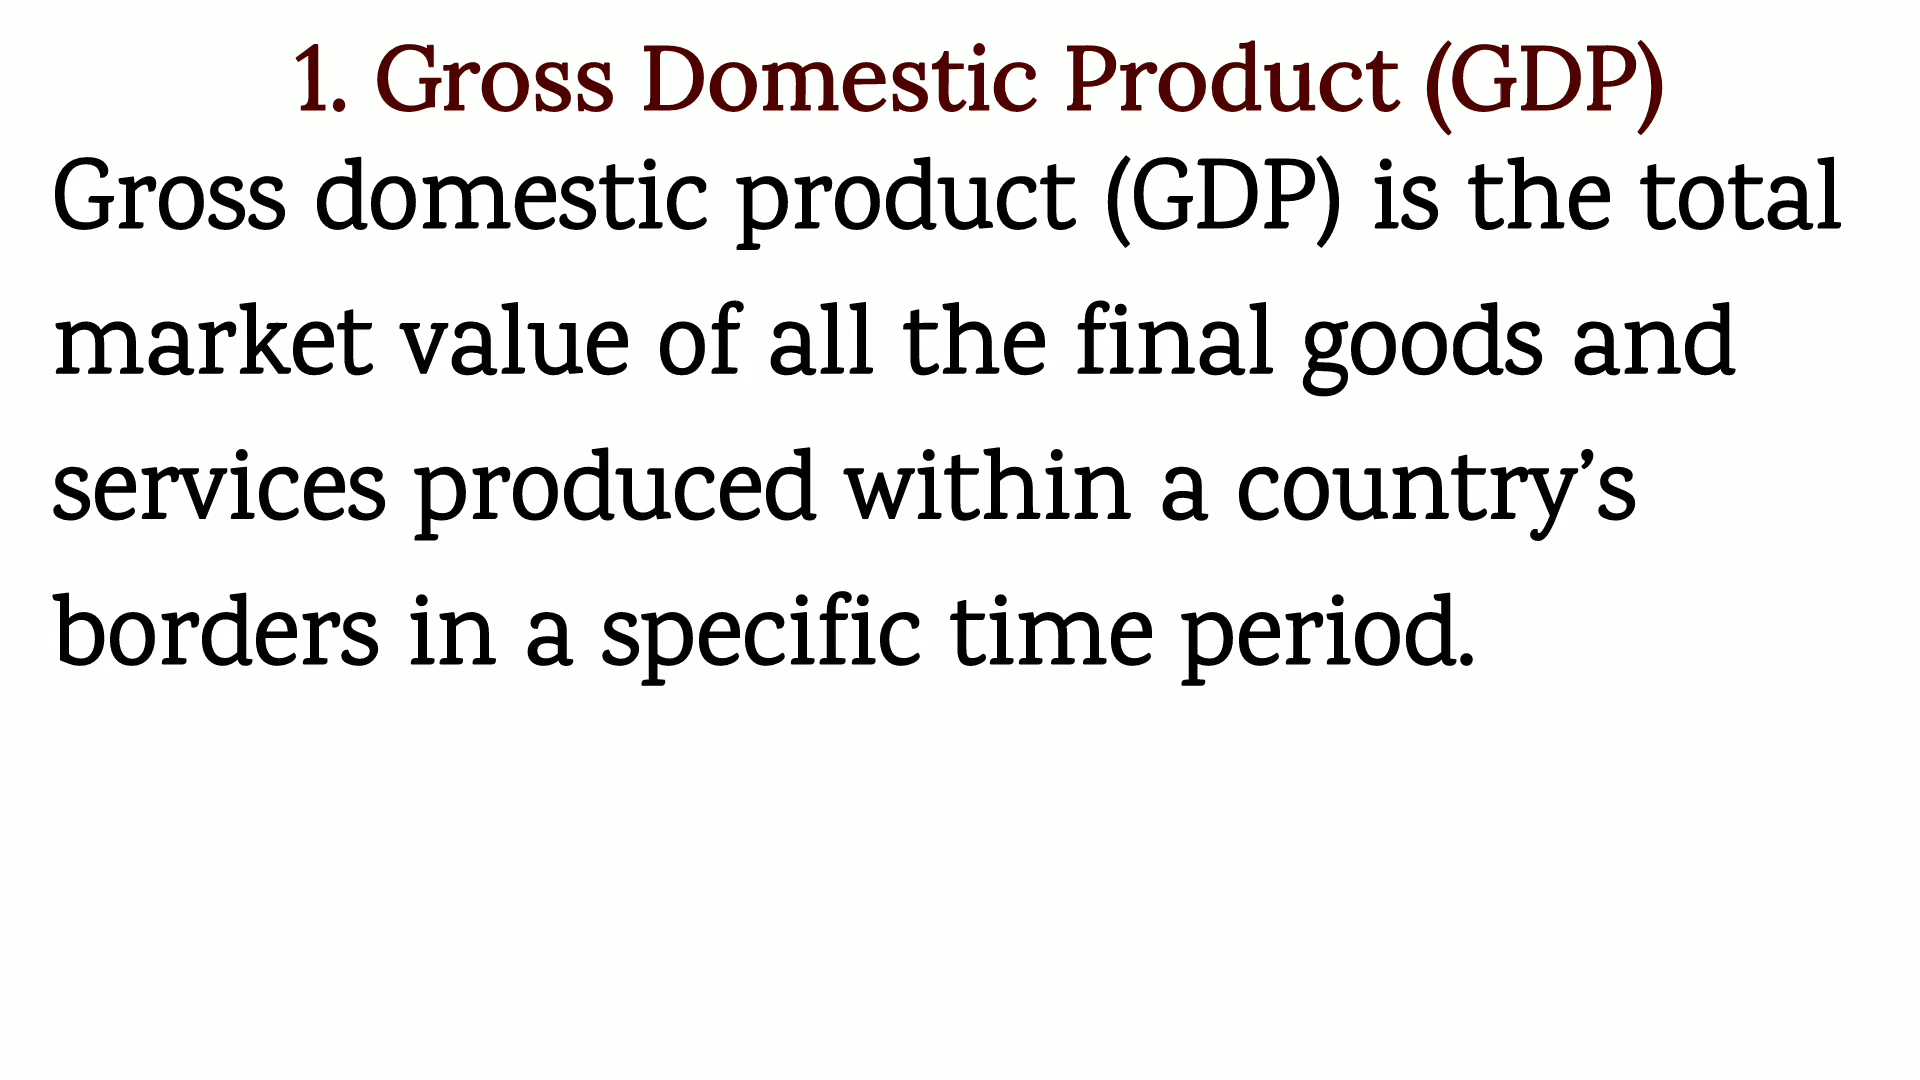 1. Gross Domestic Product (GDP)
Gross domestic product (GDP) is the total
market value of all the final goods and
services produced within a country’s
borders in a specific time period.